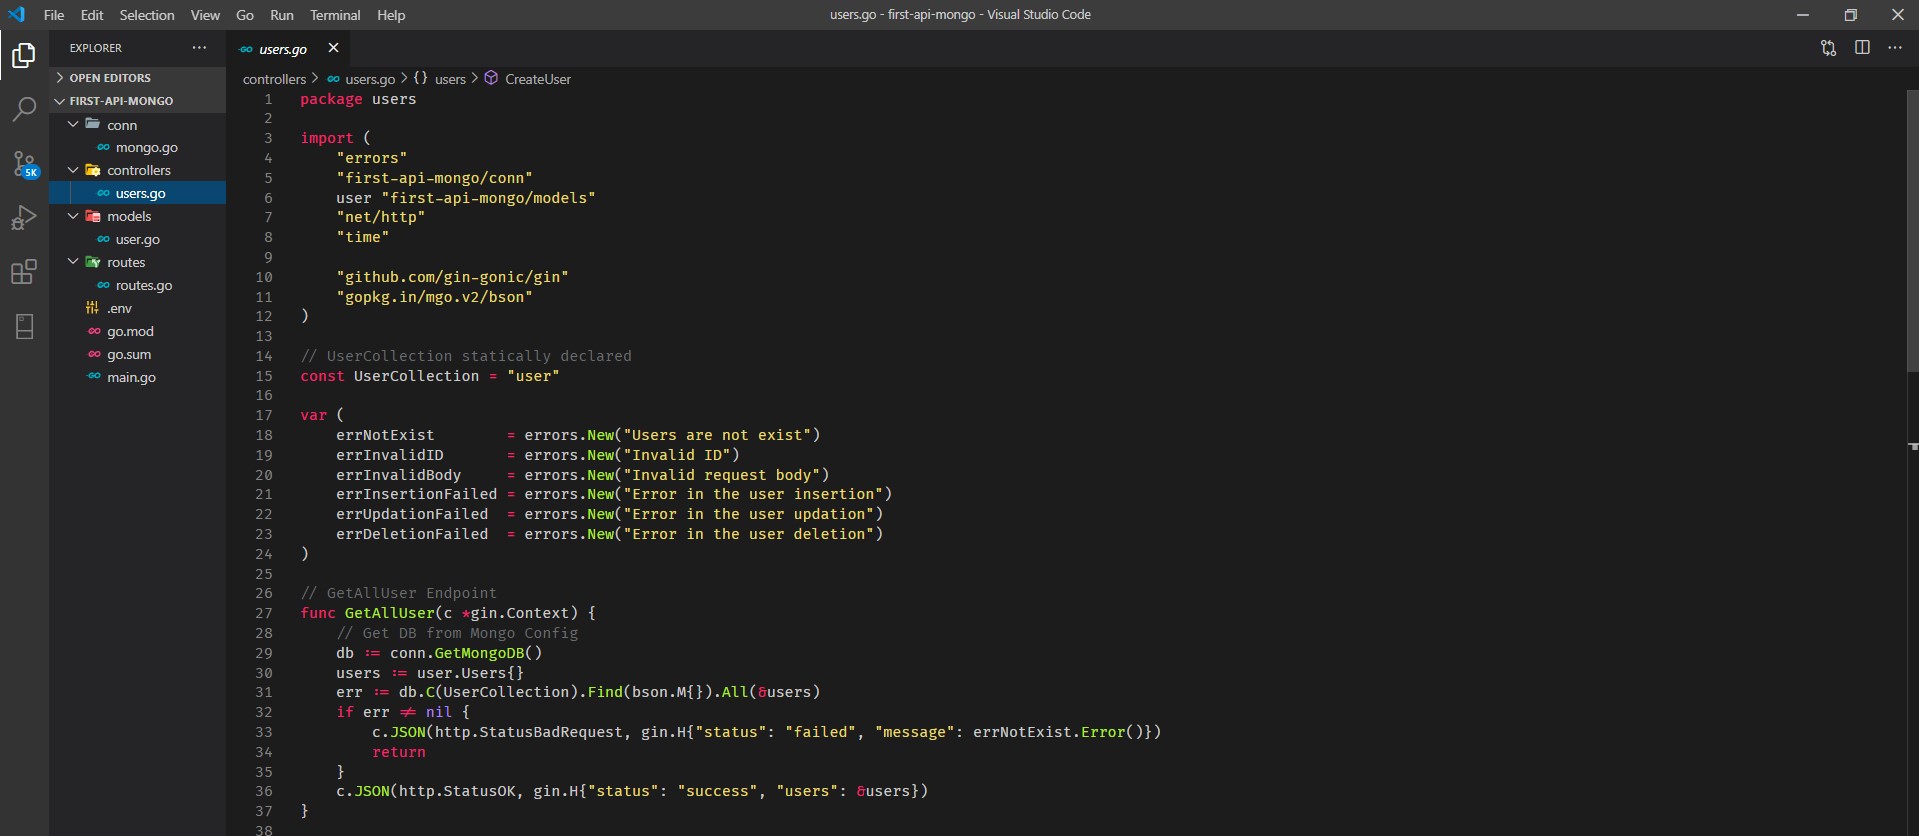 File Edit Selection View Go Run Terminal Help
users.go - first-api-mongo - Visual Studio Code
EXPLORER
OPEN EDITORS
FIRST-API-MONGO
conn
mongo.go
controllers
users.go
models
user.go
routes
routes.go
.env
go.mod
go.sum
main.go
5K
users.go
controllers > users.go > {} users > CreateUser
1 package users
2
3 import (
4 "errors"
5 "first-api-mongo/conn"
6 user "first-api-mongo/models"
7 "net/http"
8 "time"
9
10 "github.com/gin-gonic/gin"
11 "gopkg.in/mgo.v2/bson"
12 )
13
14 // UserCollection statically declared
15 const UserCollection = "user"
16
17 var (
18 errNotExist = errors.New("Users are not exist")
19 errInvalidID = errors.New("Invalid ID")
20 errInvalidBody = errors.New("Invalid request body")
21 errInsertionFailed = errors.New("Error in the user insertion")
22 errUpdationFailed = errors.New("Error in the user updation")
23 errDeletionFailed = errors.New("Error in the user deletion")
24 )
25
26 // GetAllUser Endpoint
27 func GetAllUser(c *gin.Context) {
28 // Get DB from Mongo Config
29 db := conn.GetMongoDB()
30 users := user.Users{}
31 err := db.C(UserCollection).Find(bson.M{}).All(&users)
32 if err != nil {
33 c.JSON(http.StatusBadRequest, gin.H{"status": "failed", "message": errNotExist.Error()})
34 return
35 }
36 c.JSON(http.StatusOK, gin.H{"status": "success", "users": &users})
37 }
38